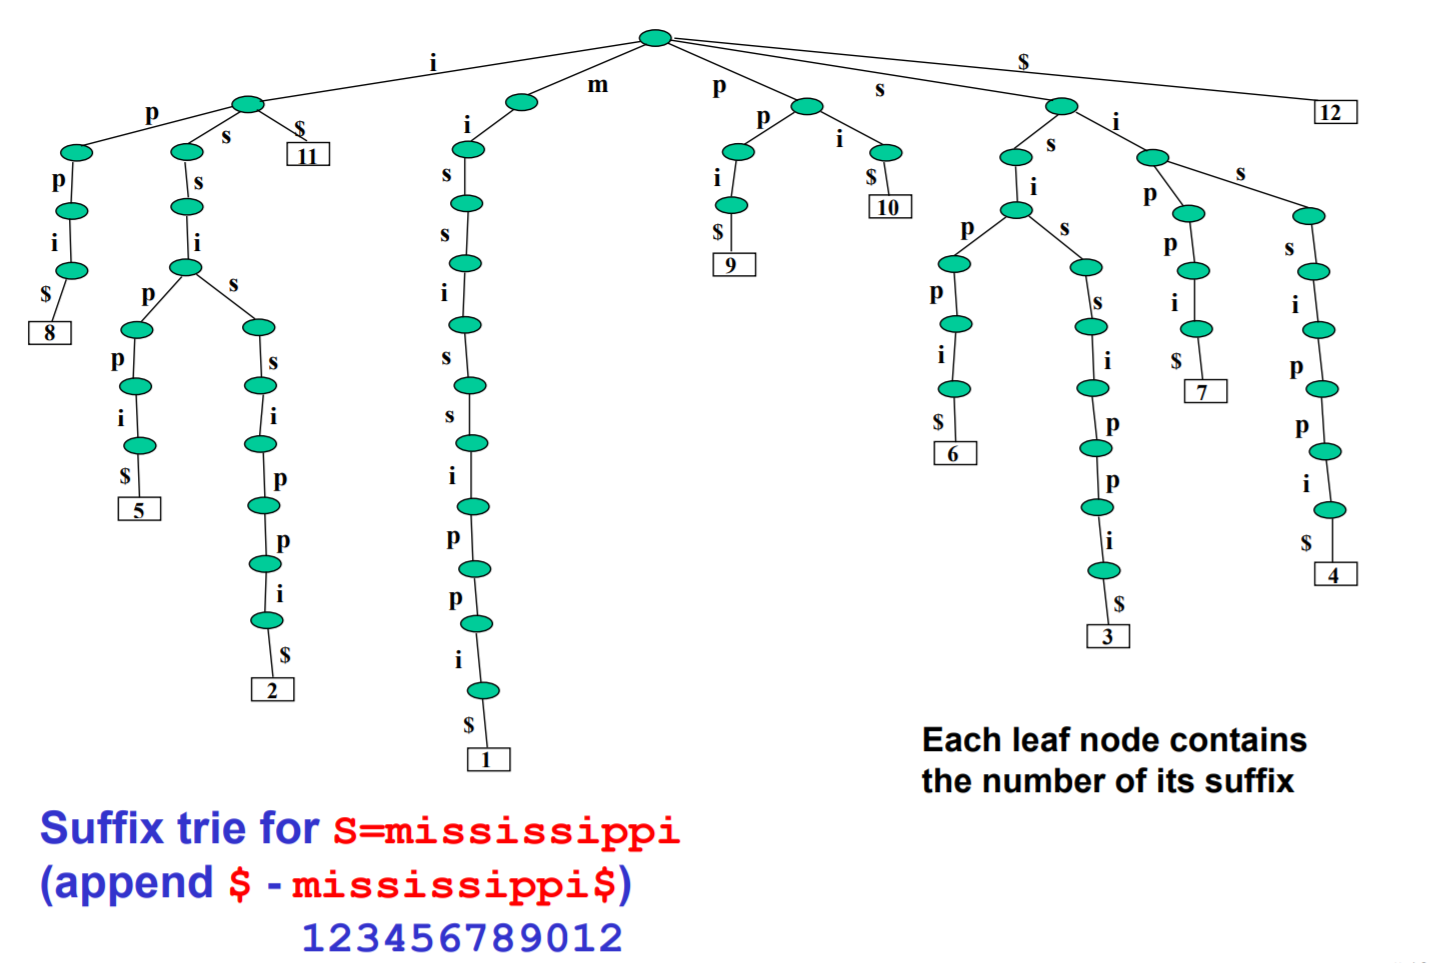 i
m
p
s
$
12
p
s
$
11
i
p
i
s
i
p
s
i
s
i
$
10
p
s
p
i
i
s
$
9
p
s
p
s
i
i
$
8
p
s
i
p
s
p
s
i
i
p
s
s
i
i
$
7
p
i
s
$
6
p
p
i
p
p
i
$
5
p
i
p
i
$
4
i
p
i
$
3
$
2
p
i
$
1
Each leaf node contains
the number of its suffix
Suffix trie for S=mississippi
(append $ - mississippi$)
123456789012